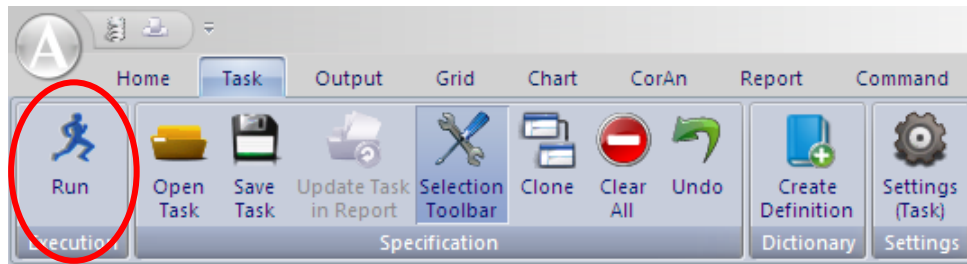 A
Home Task Output Grid Chart CorAn Report Command
Run Open Save Update Task Selection Clone Clear Undo Create Settings
Task Task in Report Toolbar All Definition (Task)
Execution Specification Dictionary Settings